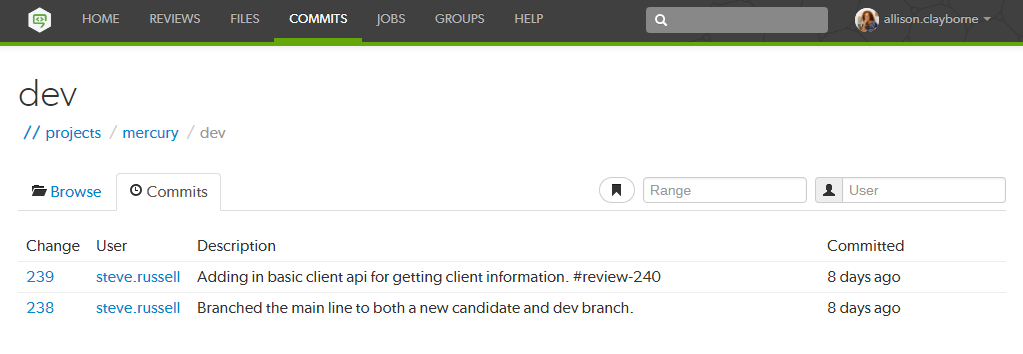 HOME REVIEWS FILES COMMITS JOBS GROUPS HELP allison.clayborne
dev
// projects / mercury / dev
Browse Commits Range User
Change User Description Committed
239 steve.russell Adding in basic client api for getting client information. #review-240 8 days ago
238 steve.russell Branched the main line to both a new candidate and dev branch. 8 days ago